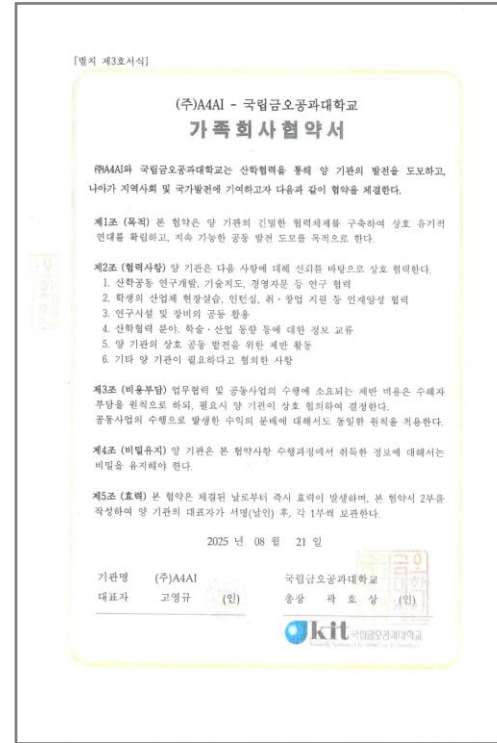 [별지 제3호서식]
(주)A4AI - 국립금오공과대학교
가족회사협약서
㈜A4AI와 국립금오공과대학교는 산학협력을 통해 양 기관의 발전을 도모하고,
나아가 지역사회 및 국가발전에 기여하고자 다음과 같이 협약을 체결한다.
제1조 (목적) 본 협약은 양 기관의 긴밀한 협력체제를 구축하여 상호 유기적
연대를 확립하고, 지속 가능한 공동 발전 도모를 목적으로 한다.
제2조 (협력사항) 양 기관은 다음 사항에 대해 신뢰를 바탕으로 상호 협력한다.
1. 산학공동 연구개발, 기술지도, 경영자문 등 연구 협력
2. 학생의 산업체 현장실습, 인턴십, 취·창업 지원 등 인재양성 협력
3. 연구시설 및 장비의 공동 활용
4. 산학협력 분야, 학술·산업 동향 등에 대한 정보 교류
5. 양 기관의 상호 공동 발전을 위한 제반 활동
6. 기타 양 기관이 필요하다고 협의한 사항
제3조 (비용부담) 업무협력 및 공동사업의 수행에 소요되는 제반 비용은 수혜자
부담을 원칙으로 하되, 필요시 양 기관이 상호 협의하여 결정한다.
공동사업의 수행으로 발생한 수익의 분배에 대해서도 동일한 원칙을 적용한다.
제4조 (비밀유지) 양 기관은 본 협약사항 수행과정에서 취득한 정보에 대해서는
비밀을 유지해야 한다.
제5조 (효력) 본 협약은 체결된 날로부터 즉시 효력이 발생하며, 본 협약서 2부를
작성하여 양 기관의 대표자가 서명(날인) 후, 각 1부씩 보관한다.
2025 년 08 월 21 일
기관명 (주)A4AI 국립금오공과대학교
대표자 고영규 (인) 총장 곽호상 (인)
kit 국립금오공과대학교